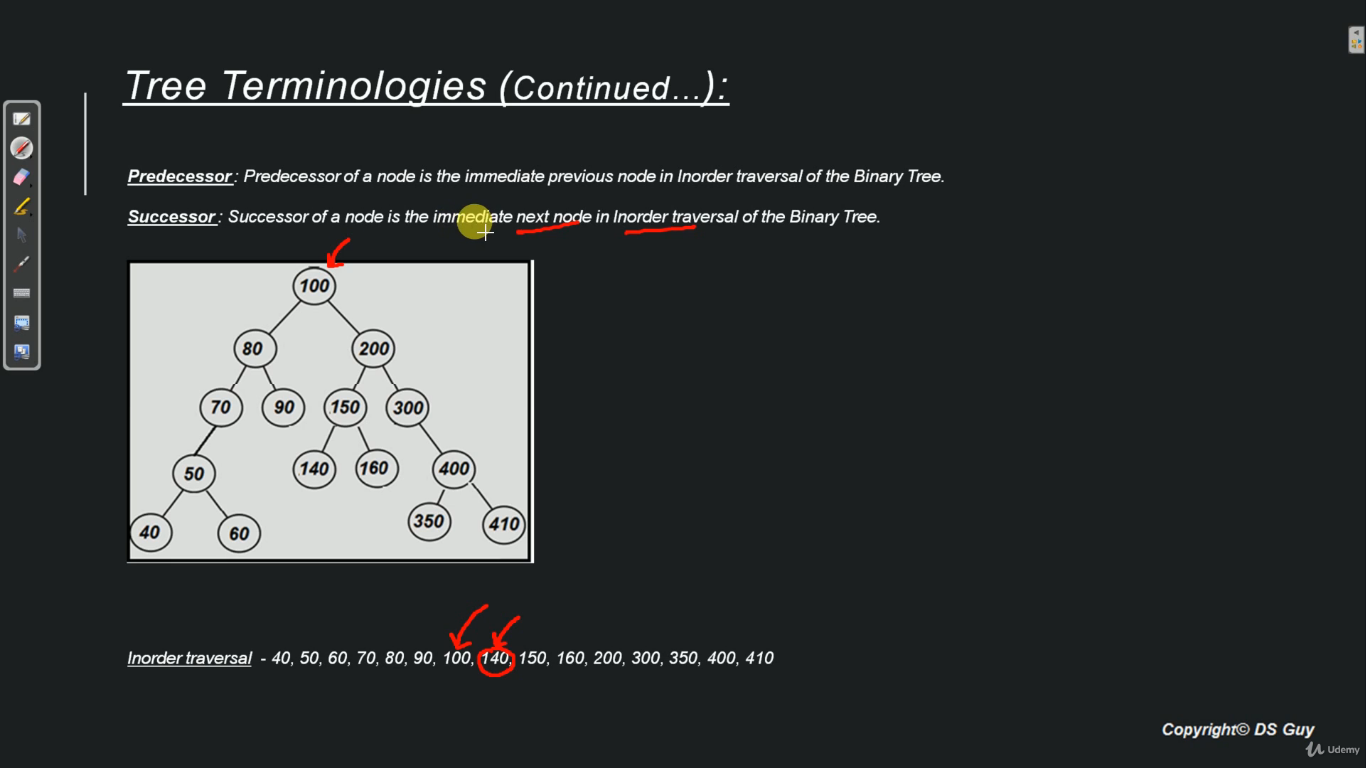 Tree Terminologies (Continued...):
Predecessor : Predecessor of a node is the immediate previous node in Inorder traversal of the Binary Tree.
Successor : Successor of a node is the immediate next node in Inorder traversal of the Binary Tree.
100
80 200
70 90 150 300
50 140 160 400
40 60 350 410
Inorder traversal - 40, 50, 60, 70, 80, 90, 100, 140, 150, 160, 200, 300, 350, 400, 410
Copyright© DS Guy
Udemy